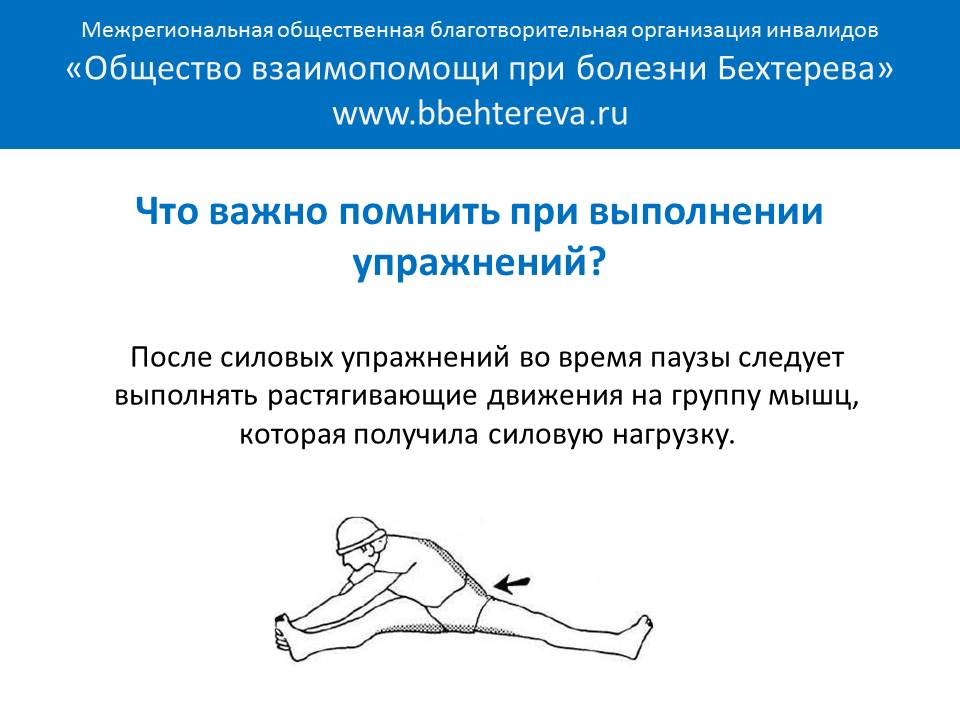 Межрегиональная общественная благотворительная организация инвалидов
«Общество взаимопомощи при болезни Бехтерева»
www.bbehtereva.ru
Что важно помнить при выполнении
упражнений?
После силовых упражнений во время паузы следует
выполнять растягивающие движения на группу мышц,
которая получила силовую нагрузку.